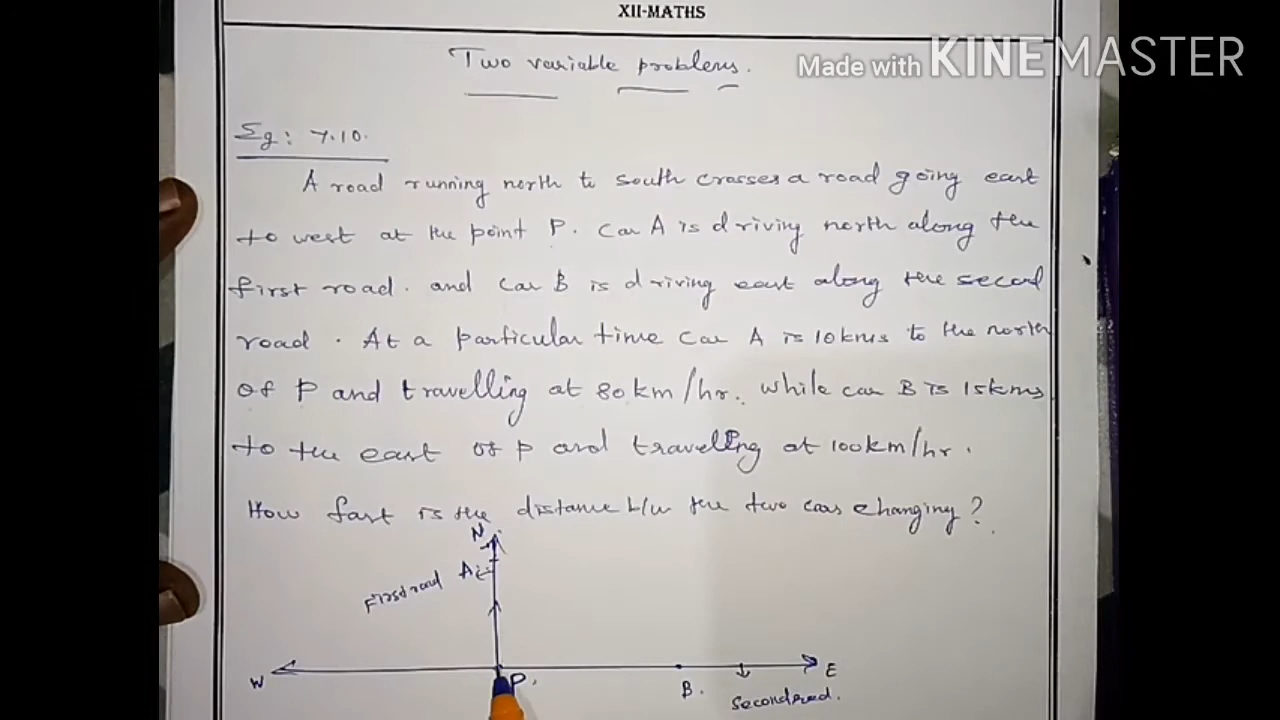 XII-MATHS
Made with KINEMASTER
Two variable problems.
Eg: 7.10.
A road running north to south crosses a road going east
to west at the point P. Car A is driving north along the
first road. and car B is driving east along the second
road. At a particular time car A is 10kms to the north
of P and travelling at 80km/hr. while car B is 15kms
to the east of P and traveling at 100km/hr.
How fast is the distance b/w the two cars changing?
N
First road A
W P. B. E
Second road.